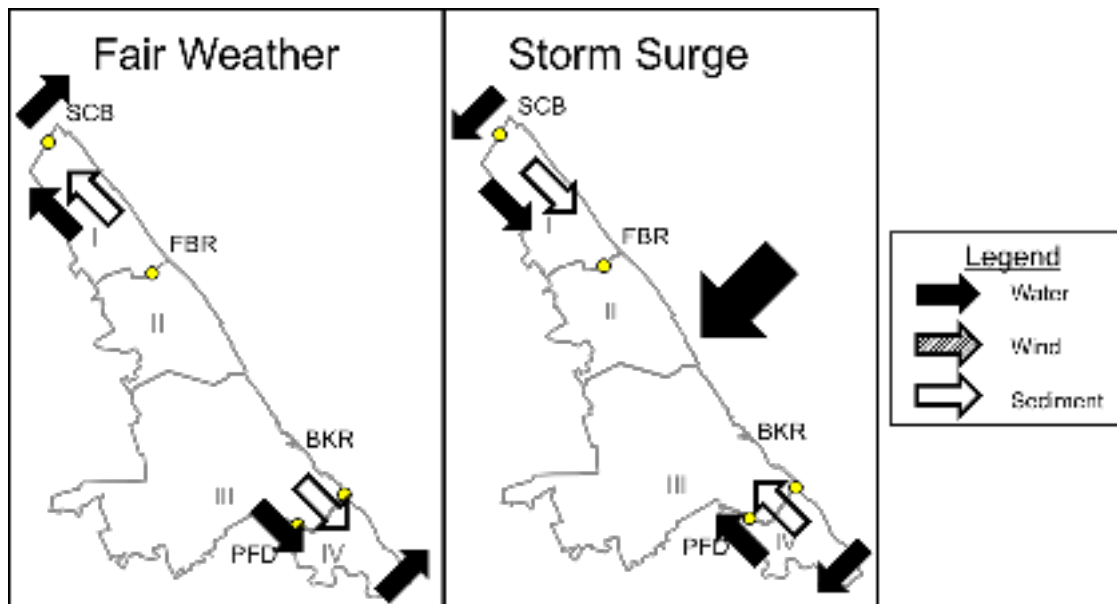 Fair Weather
SCB
I
FBR
II
BKR
III
PFD
IV
Storm Surge
SCB
I
FBR
II
BKR
III
PFD
IV
Legend
Water
Wind
Sediment